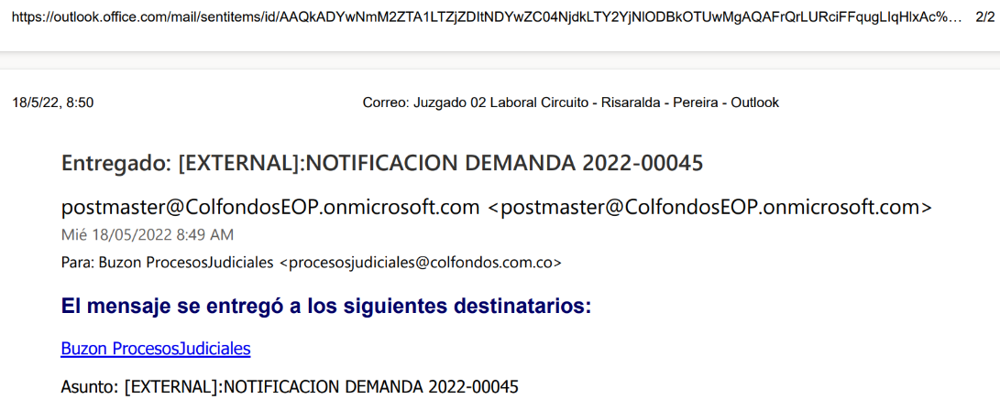 https://outlook.office.com/mail/sentitems/id/AAQkADYwNmM2ZTA1LTZjZDItNDYwZC04NjdkLTY2YjNlODBkOTUwMgAQAFrQrLURciFFqugLIqHlxAc%... 2/2
18/5/22, 8:50 Correo: Juzgado 02 Laboral Circuito - Risaralda - Pereira - Outlook
Entregado: [EXTERNAL]:NOTIFICACION DEMANDA 2022-00045
postmaster@ColfondosEOP.onmicrosoft.com <postmaster@ColfondosEOP.onmicrosoft.com>
Mié 18/05/2022 8:49 AM
Para: Buzon ProcesosJudiciales <procesosjudiciales@colfondos.com.co>
El mensaje se entregó a los siguientes destinatarios:
Buzon ProcesosJudiciales
Asunto: [EXTERNAL]:NOTIFICACION DEMANDA 2022-00045